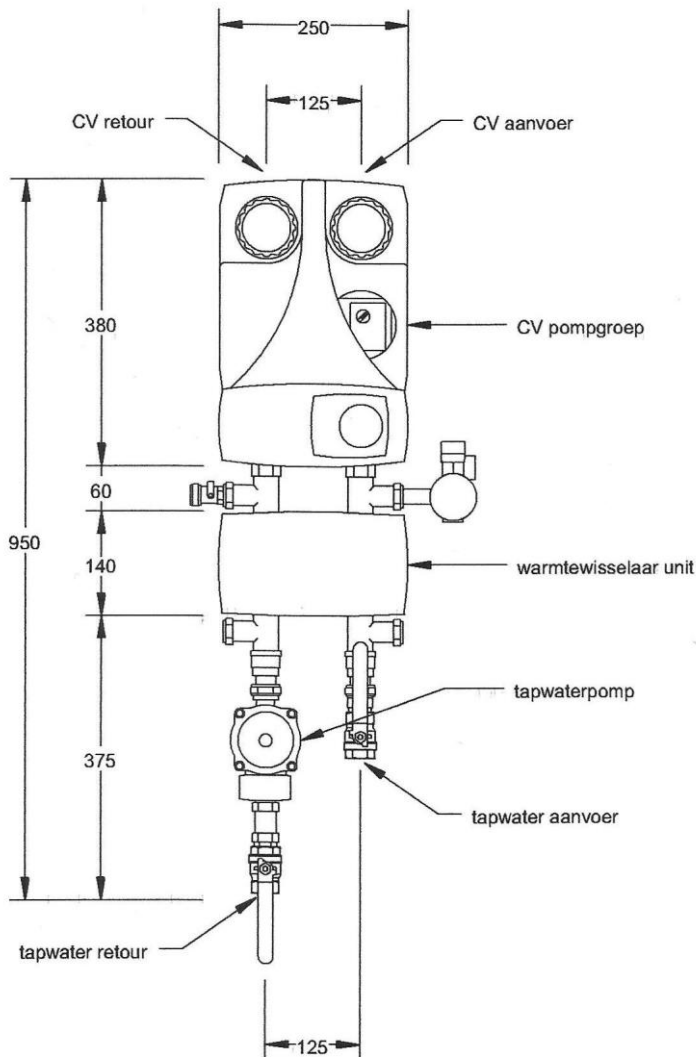 250
125
CV retour
CV aanvoer
380
CV pompgroep
60
950
140
warmtewisselaar unit
tapwaterpomp
375
tapwater aanvoer
tapwater retour
125